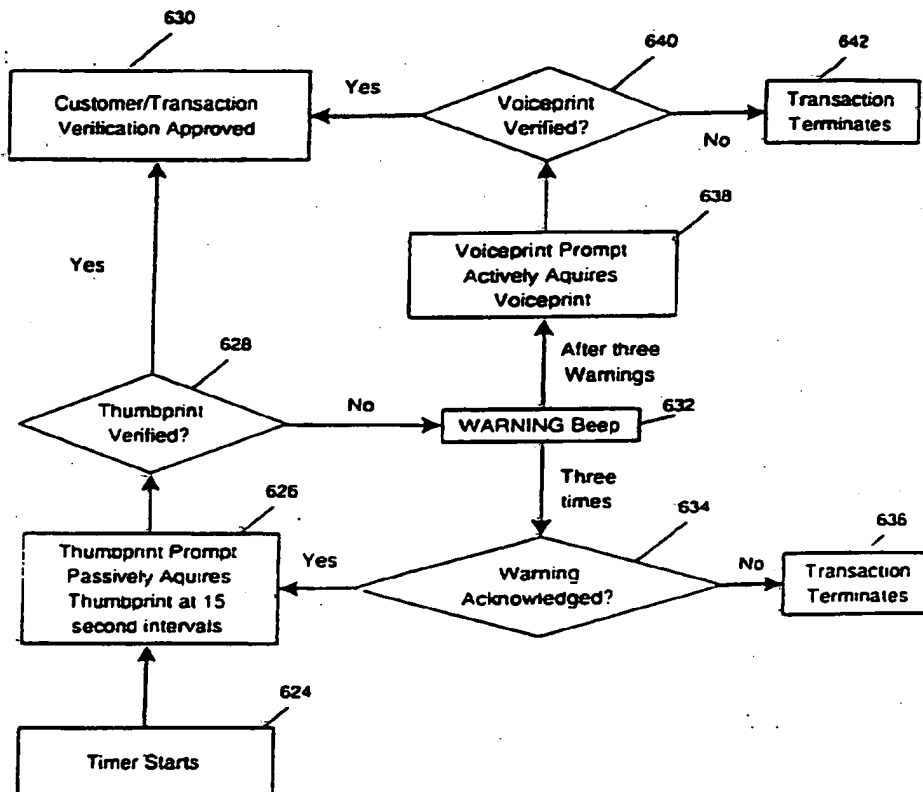 630
Customer/Transaction
Verification Approved
Yes
640
Voiceprint
Verified?
No
642
Transaction
Terminates
638
Voiceprint Prompt
Actively Aquires
Voiceprint
Yes
628
Thumbprint
Verified?
No
After three
Warnings
632
WARNING Beep
Three
times
626
Thumbprint Prompt
Passively Aquires
Thumbprint at 15
second intervals
Yes
634
Warning
Acknowledged?
No
636
Transaction
Terminates
624
Timer Starts